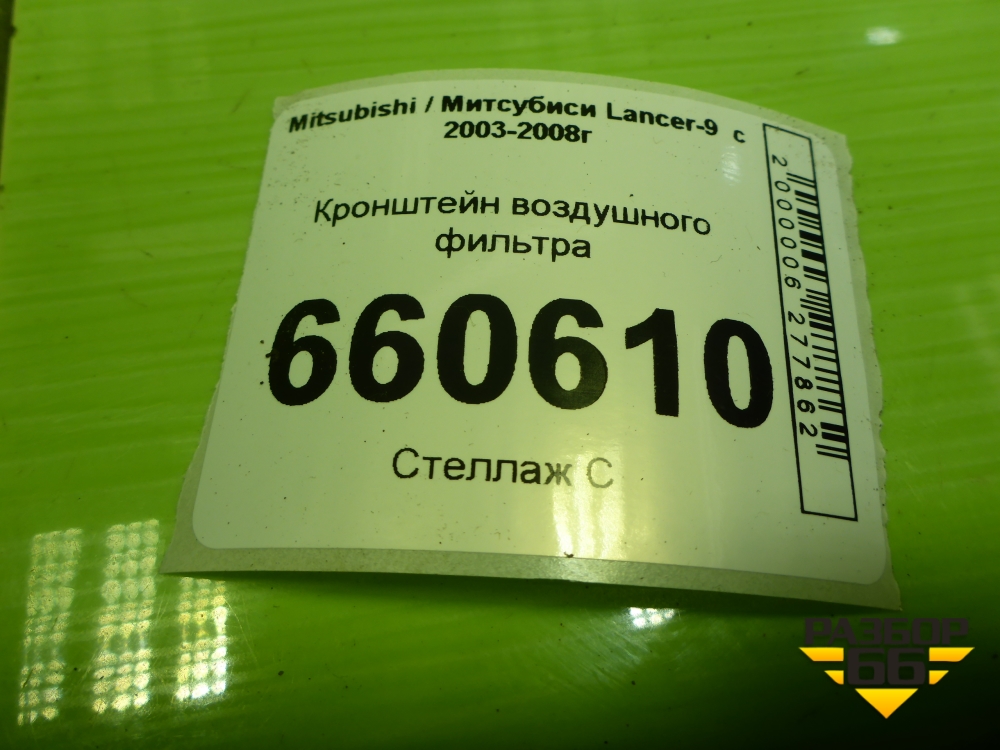 Mitsubishi / Митсубиси Lancer-9 с
2003-2008г
Кронштейн воздушного
фильтра
660610
Стеллаж С
2000006277862
РАЗБОР
66